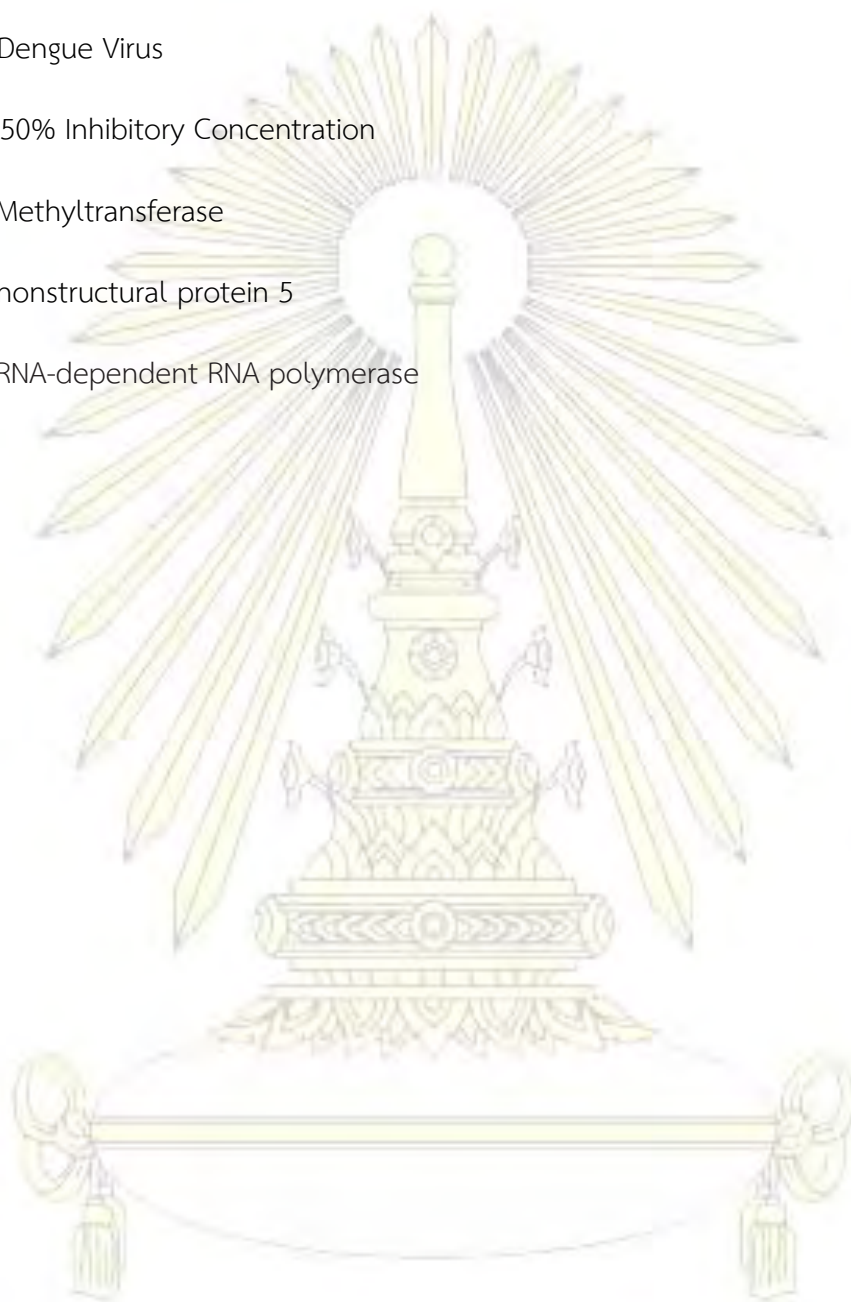 Dengue Virus
50% Inhibitory Concentration
Methyltransferase
nonstructural protein 5
RNA-dependent RNA polymerase